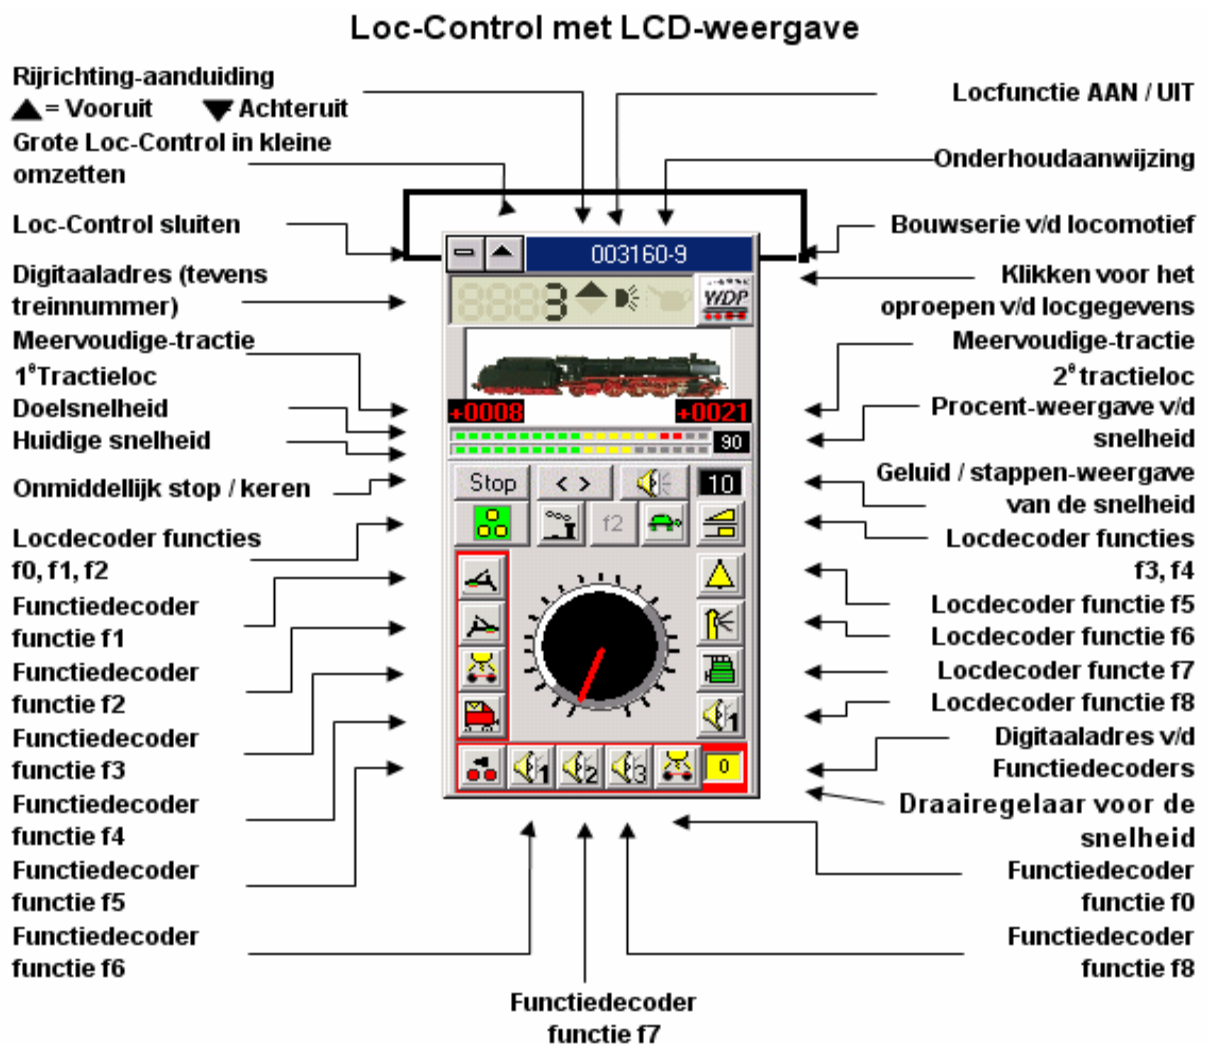 Loc-Control met LCD-weergave
Rijrichting-aanduiding
▲= Vooruit ▼Achteruit
Grote Loc-Control in kleine
omzetten
Loc-Control sluiten
Digitaaladres (tevens
treinnummer)
Meervoudige-tractie
1ᵉTractieloc
Doelsnelheid
Huidige snelheid
Onmiddellijk stop / keren
Locdecoder functies
f0, f1, f2
Functiedecoder
functie f1
Functiedecoder
functie f2
Functiedecoder
functie f3
Functiedecoder
functie f4
Functiedecoder
functie f5
Functiedecoder
functie f6
003160-9
3
WDP
+0008
+0021
90
Stop
< >
10
f2
1
1
2
3
0
Functiedecoder
functie f7
Locfunctie AAN / UIT
Onderhoudaanwijzing
Bouwserie v/d locomotief
Klikken voor het
oproepen v/d locgegevens
Meervoudige-tractie
2ᵉ tractieloc
Procent-weergave v/d
snelheid
Geluid / stappen-weergave
van de snelheid
Locdecoder functies
f3, f4
Locdecoder functie f5
Locdecoder functie f6
Locdecoder functe f7
Locdecoder functie f8
Digitaaladres v/d
Functiedecoders
Draairegelaar voor de
snelheid
Functiedecoder
functie f0
Functiedecoder
functie f8